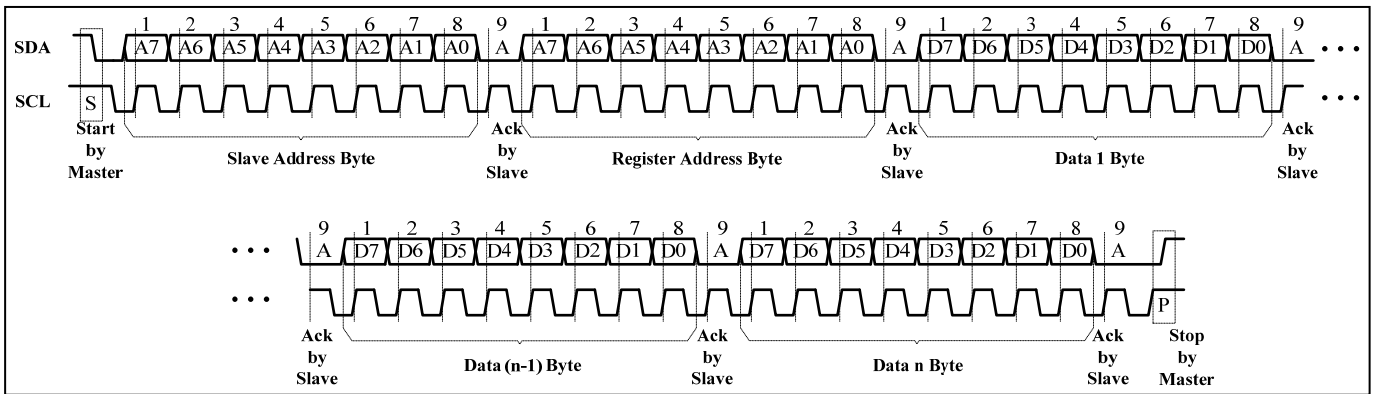 1 2 3 4 5 6 7 8 9 1 2 3 4 5 6 7 8 9 1 2 3 4 5 6 7 8 9
SDA A7 A6 A5 A4 A3 A2 A1 A0 A A7 A6 A5 A4 A3 A2 A1 A0 A D7 D6 D5 D4 D3 D2 D1 D0 A • • •
SCL S • • •
Start by Master
Slave Address Byte
Ack by Slave
Register Address Byte
Ack by Slave
Data 1 Byte
Ack by Slave
9 1 2 3 4 5 6 7 8 9 1 2 3 4 5 6 7 8 9
• • • A D7 D6 D5 D4 D3 D2 D1 D0 A D7 D6 D5 D4 D3 D2 D1 D0 A
• • • P
Ack by Slave
Data (n-1) Byte
Ack by Slave
Data n Byte
Ack by Slave
Stop by Master